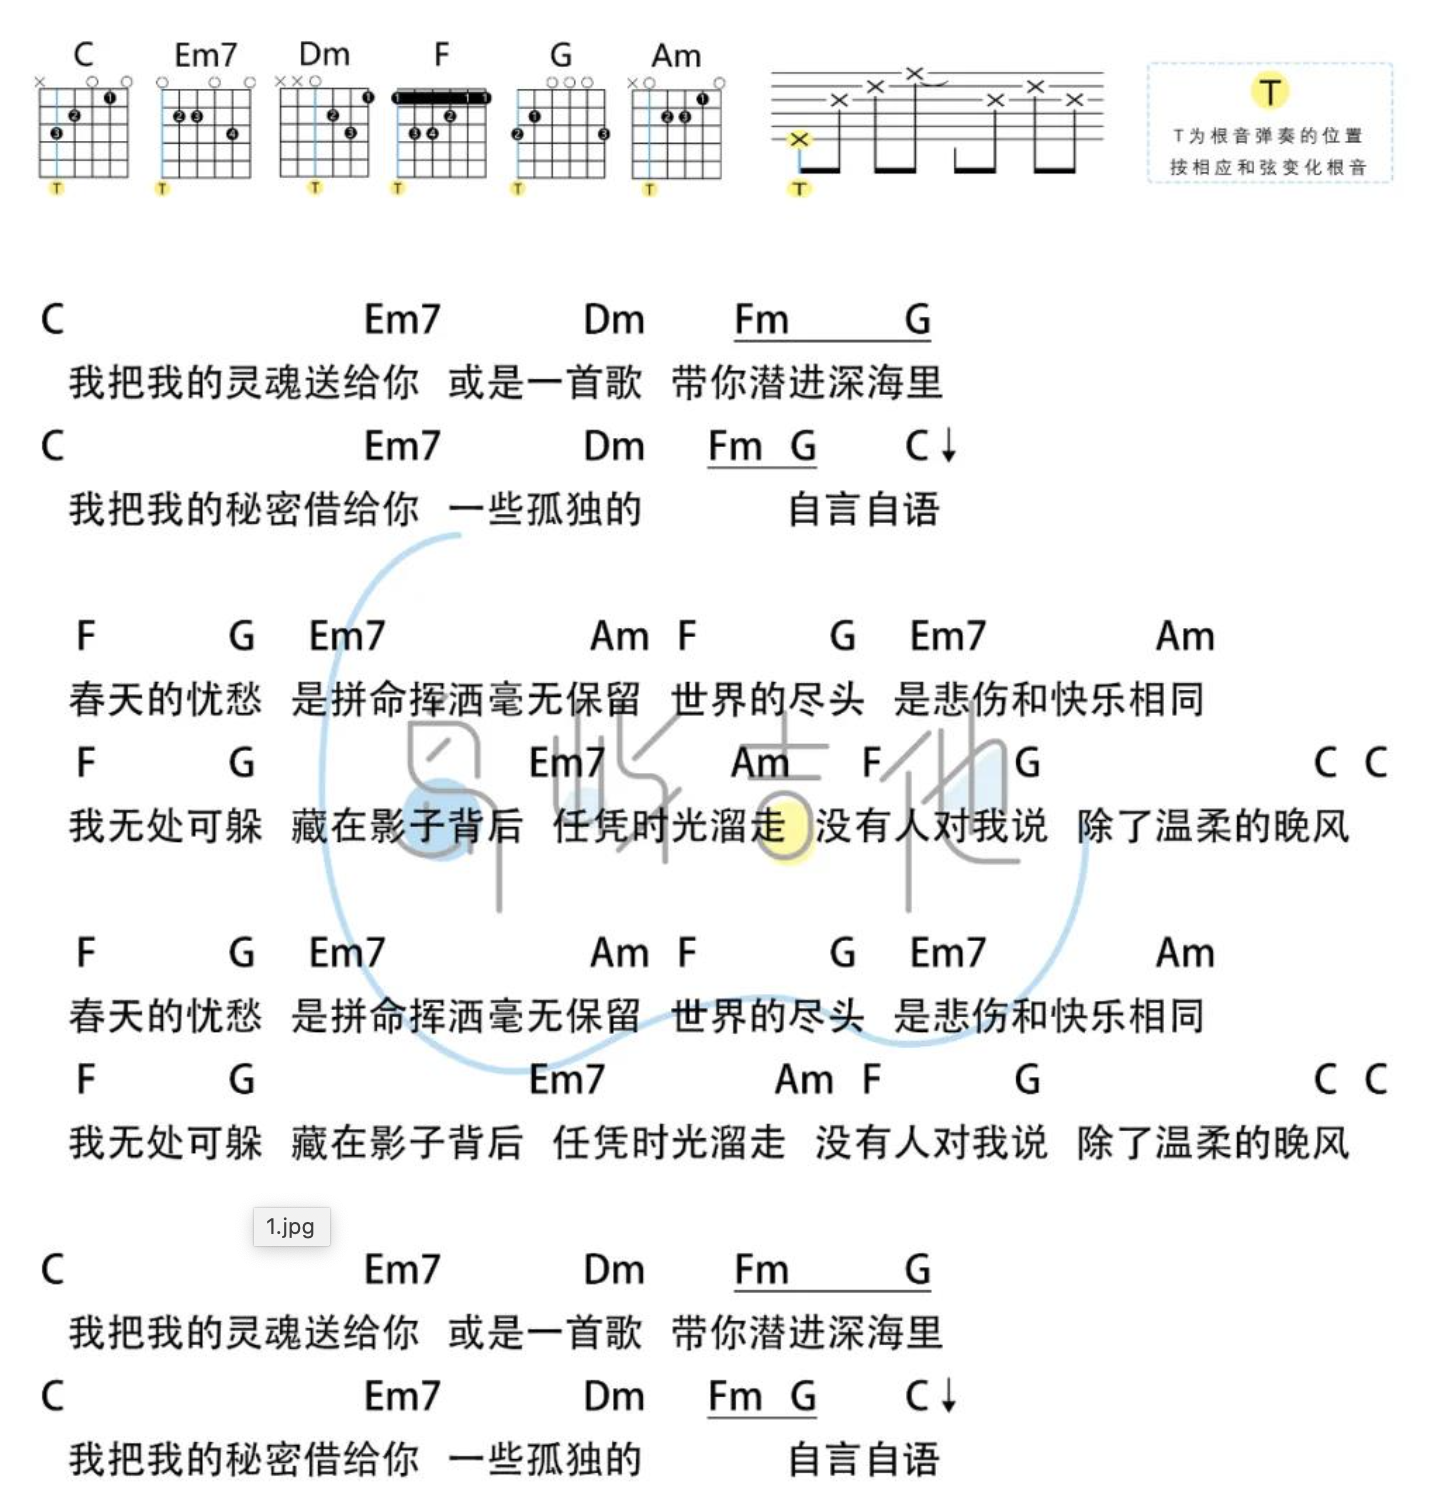 C Em7 Dm F G Am
T
T为根音弹奏的位置
按相应和弦变化根音
T T T T T T T
C Em7 Dm Fm G
我把我的灵魂送给你 或是一首歌 带你潜进深海里
C Em7 Dm Fm G C↓
我把我的秘密借给你 一些孤独的 自言自语
F G Em7 Am F G Em7 Am
春天的忧愁 是拼命挥洒毫无保留 世界的尽头 是悲伤和快乐相同
F G Em7 Am F G C C
我无处可躲 藏在影子背后 任凭时光溜走 没有人对我说 除了温柔的晚风
F G Em7 Am F G Em7 Am
春天的忧愁 是拼命挥洒毫无保留 世界的尽头 是悲伤和快乐相同
F G Em7 Am F G C C
我无处可躲 藏在影子背后 任凭时光溜走 没有人对我说 除了温柔的晚风
1.jpg
C Em7 Dm Fm G
我把我的灵魂送给你 或是一首歌 带你潜进深海里
C Em7 Dm Fm G C↓
我把我的秘密借给你 一些孤独的 自言自语